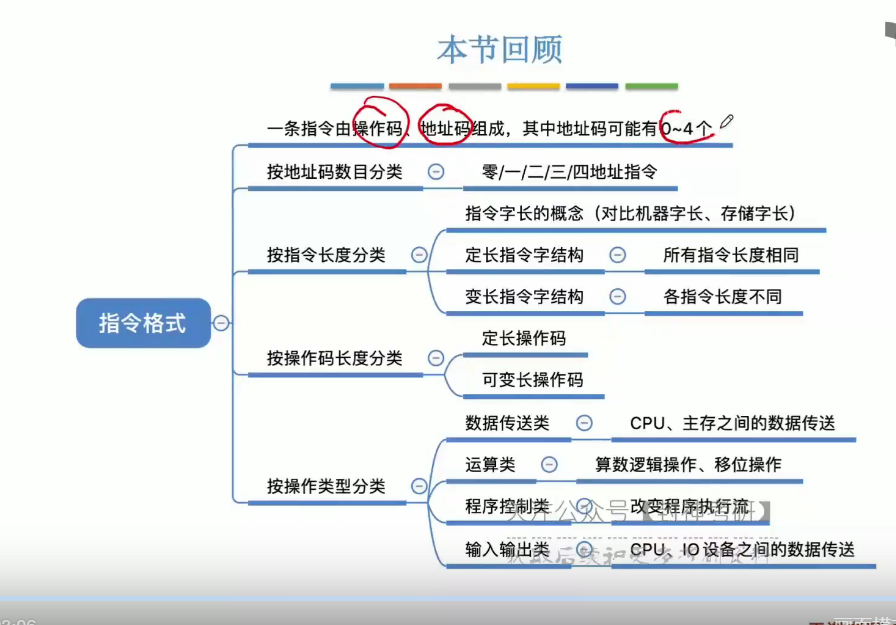 本节回顾
一条指令由操作码、地址码组成，其中地址码可能有0~4个
按地址码数目分类
零/一/二/三/四地址指令
指令格式
按指令长度分类
指令字长的概念（对比机器字长、存储字长）
定长指令字结构
所有指令长度相同
变长指令字结构
各指令长度不同
按操作码长度分类
定长操作码
可变长操作码
按操作类型分类
数据传送类
CPU、主存之间的数据传送
运算类
算数逻辑操作、移位操作
程序控制类
改变程序执行流
输入输出类
CPU、IO设备之间的数据传送